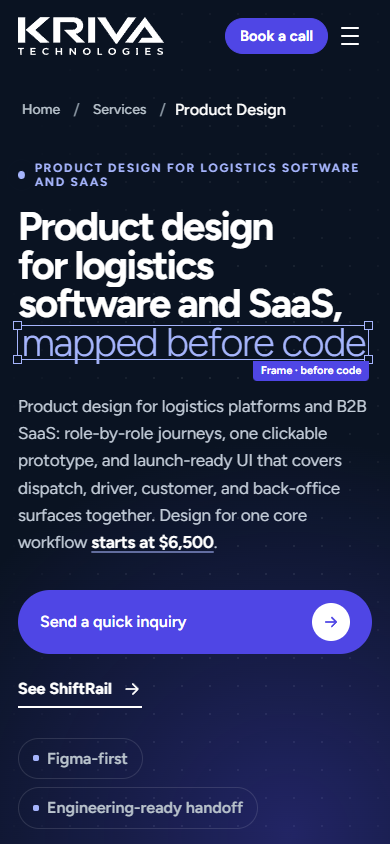 KRIVA
TECHNOLOGIES
Book a call
Home / Services / Product Design
PRODUCT DESIGN FOR LOGISTICS SOFTWARE
AND SAAS
Product design
for logistics
software and SaaS,
mapped before code
Frame · before code
Product design for logistics platforms and B2B
SaaS: role-by-role journeys, one clickable
prototype, and launch-ready UI that covers
dispatch, driver, customer, and back-office
surfaces together. Design for one core
workflow starts at $6,500.
Send a quick inquiry
See ShiftRail
Figma-first
Engineering-ready handoff